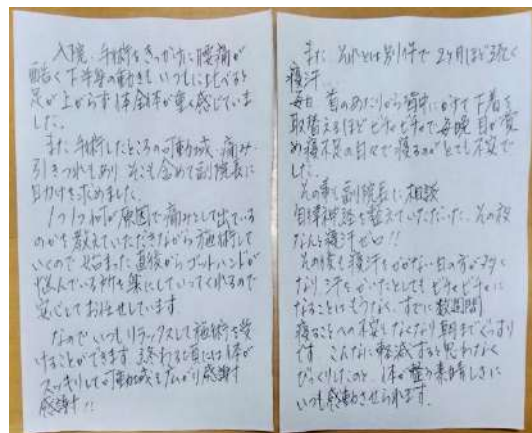 入院、手術をきっかけに腰痛が
酷く下半身の動きもいつもに比べると
足が上がらず体全体が重く感じていま
した。
また手術したところの可動域、痛み
引きつれもあり そこも含めて副院長に
助けを求めました。
1つ1つ何が原因で痛みとして出ている
のかを教えていただきながら施術して
いくので始まった直後からゴットハンドが
悩んでいる所を楽にしていってくれるので
安心してお任せしています
なので いつもリラックスして施術を受
けることができます 終わる頃には体が
スッキリして可動域も広がり感謝
感謝!!
また、それとは別件で 2ヶ月ほど続く
寝汗...
毎日 首のあたりから背中にかけて下着を
取替えるほどビチャビチャで毎晩 目が覚
め寝不足の日々で寝るのがとても不安で
した。
その事も副院長に相談
自律神経を整えていただいた、その夜
なんと寝汗ゼロ!!
その後も寝汗をかかない日の方が多く
なり 汗をかいたとしてもビチャビチャに
なることはもうなく、すでに数週間
寝ることへの不安もなくなり朝までぐっすり
です こんなに軽減すると思わなく
びっくりしたのと、体が整う素晴しさに
いつも感動させられます.